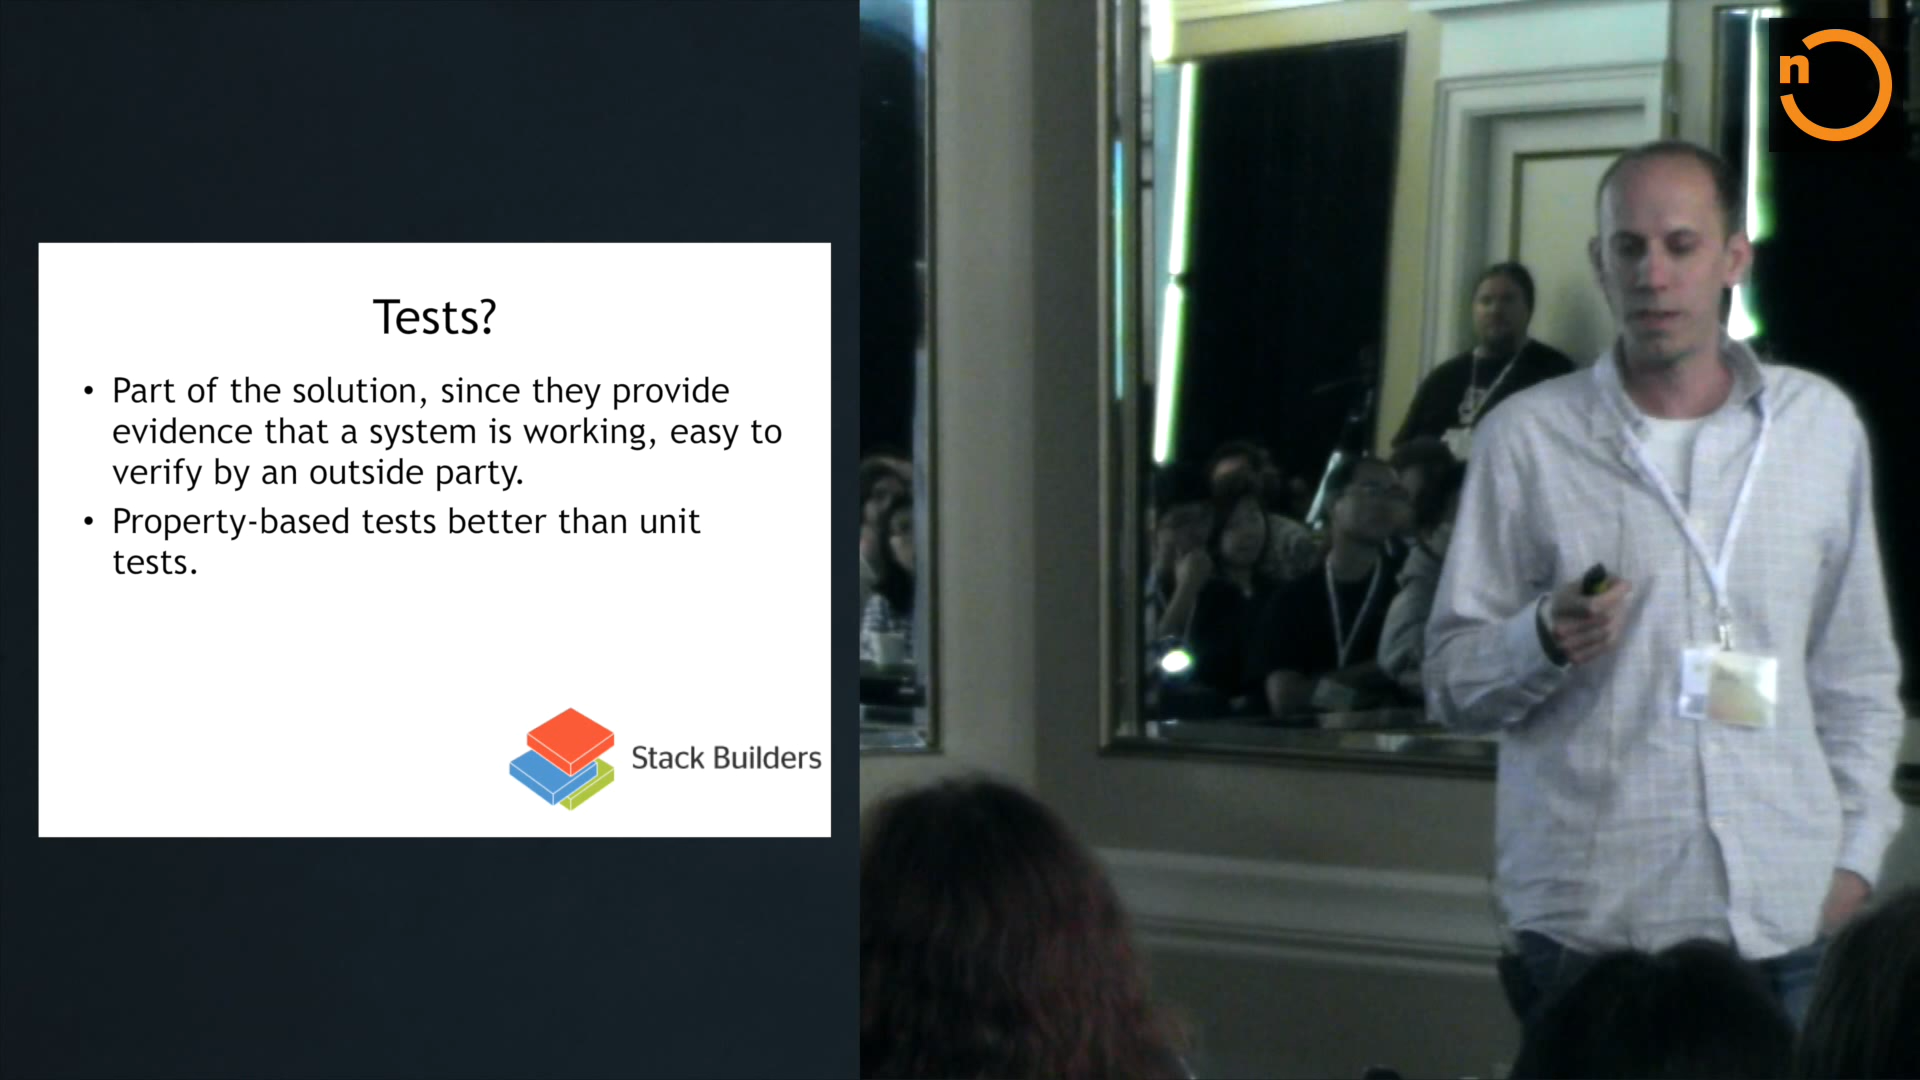 Tests?
• Part of the solution, since they provide
evidence that a system is working, easy to
verify by an outside party.
• Property-based tests better than unit
tests.
Stack Builders
n